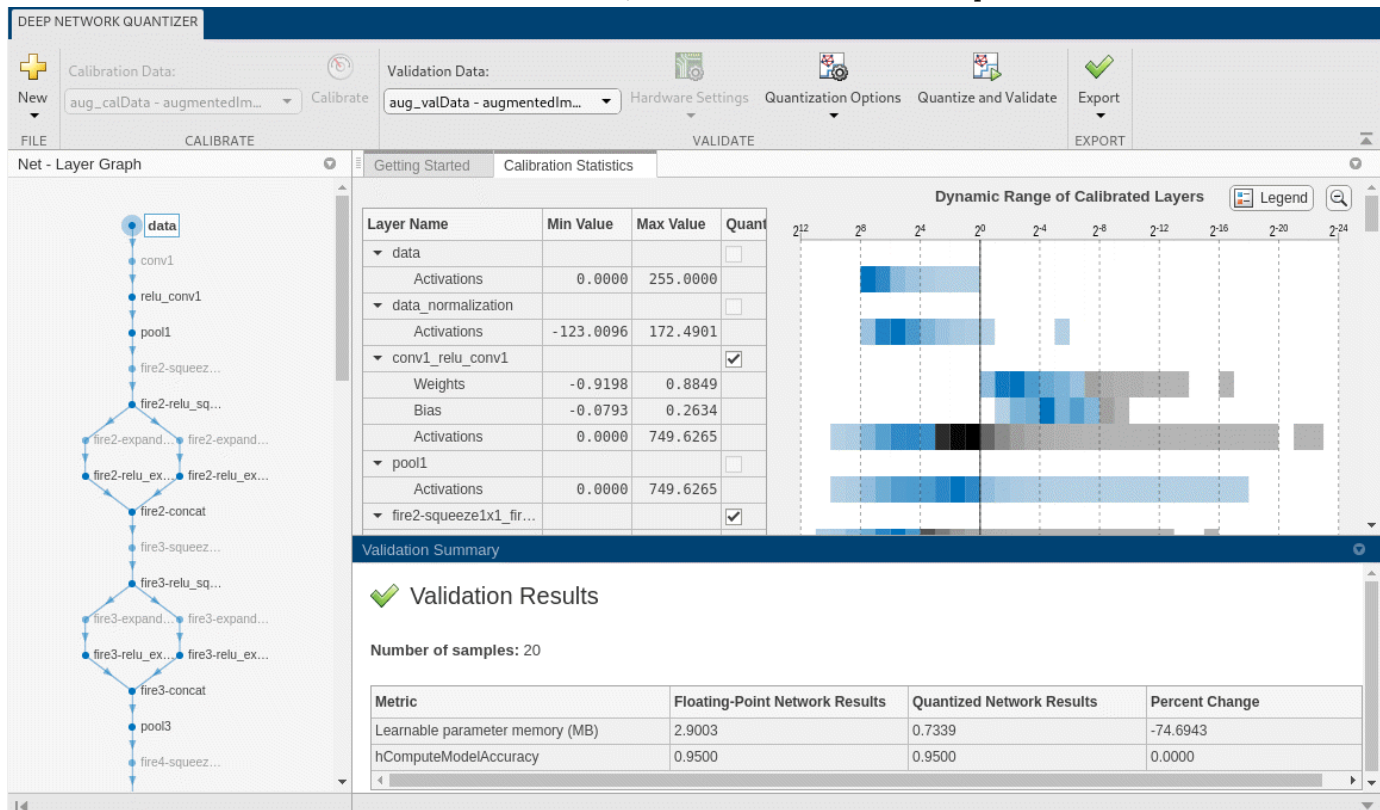 DEEP NETWORK QUANTIZER
New
FILE
Calibration Data:
aug_calData - augmentedIm...
Calibrate
CALIBRATE
Validation Data:
aug_valData - augmentedIm...
Hardware Settings
Quantization Options
Quantize and Validate
VALIDATE
Export
EXPORT
Net - Layer Graph
data
conv1
relu_conv1
pool1
fire2-squeez...
fire2-relu_sq...
fire2-expand... fire2-expand...
fire2-relu_ex... fire2-relu_ex...
fire2-concat
fire3-squeez...
fire3-relu_sq...
fire3-expand... fire3-expand...
fire3-relu_ex... fire3-relu_ex...
fire3-concat
pool3
fire4-squeez...
Getting Started Calibration Statistics
Dynamic Range of Calibrated Layers Legend
Layer Name Min Value Max Value Quant
2^12 2^8 2^4 2^0 2^-4 2^-8 2^-12 2^-16 2^-20 2^-24
data
Activations 0.0000 255.0000
data_normalization
Activations -123.0096 172.4901
conv1_relu_conv1
Weights -0.9198 0.8849
Bias -0.0793 0.2634
Activations 0.0000 749.6265
pool1
Activations 0.0000 749.6265
fire2-squeeze1x1_fir...
Validation Summary
Validation Results
Number of samples: 20
Metric Floating-Point Network Results Quantized Network Results Percent Change
Learnable parameter memory (MB) 2.9003 0.7339 -74.6943
hComputeModelAccuracy 0.9500 0.9500 0.0000